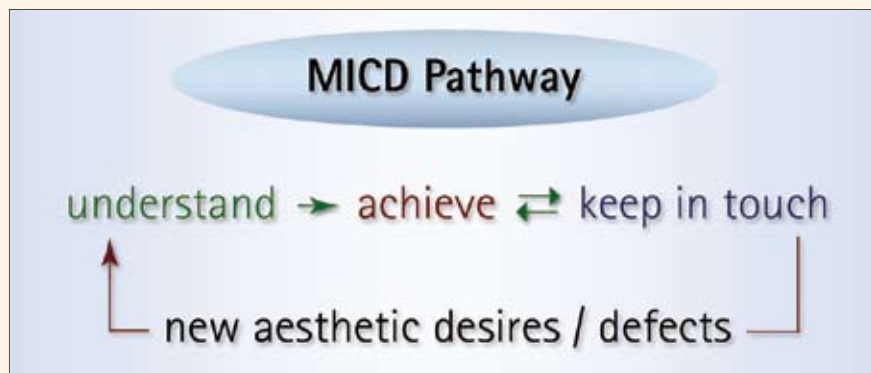 MICD Pathway
understand → achieve ⇄ keep in touch
new aesthetic desires / defects